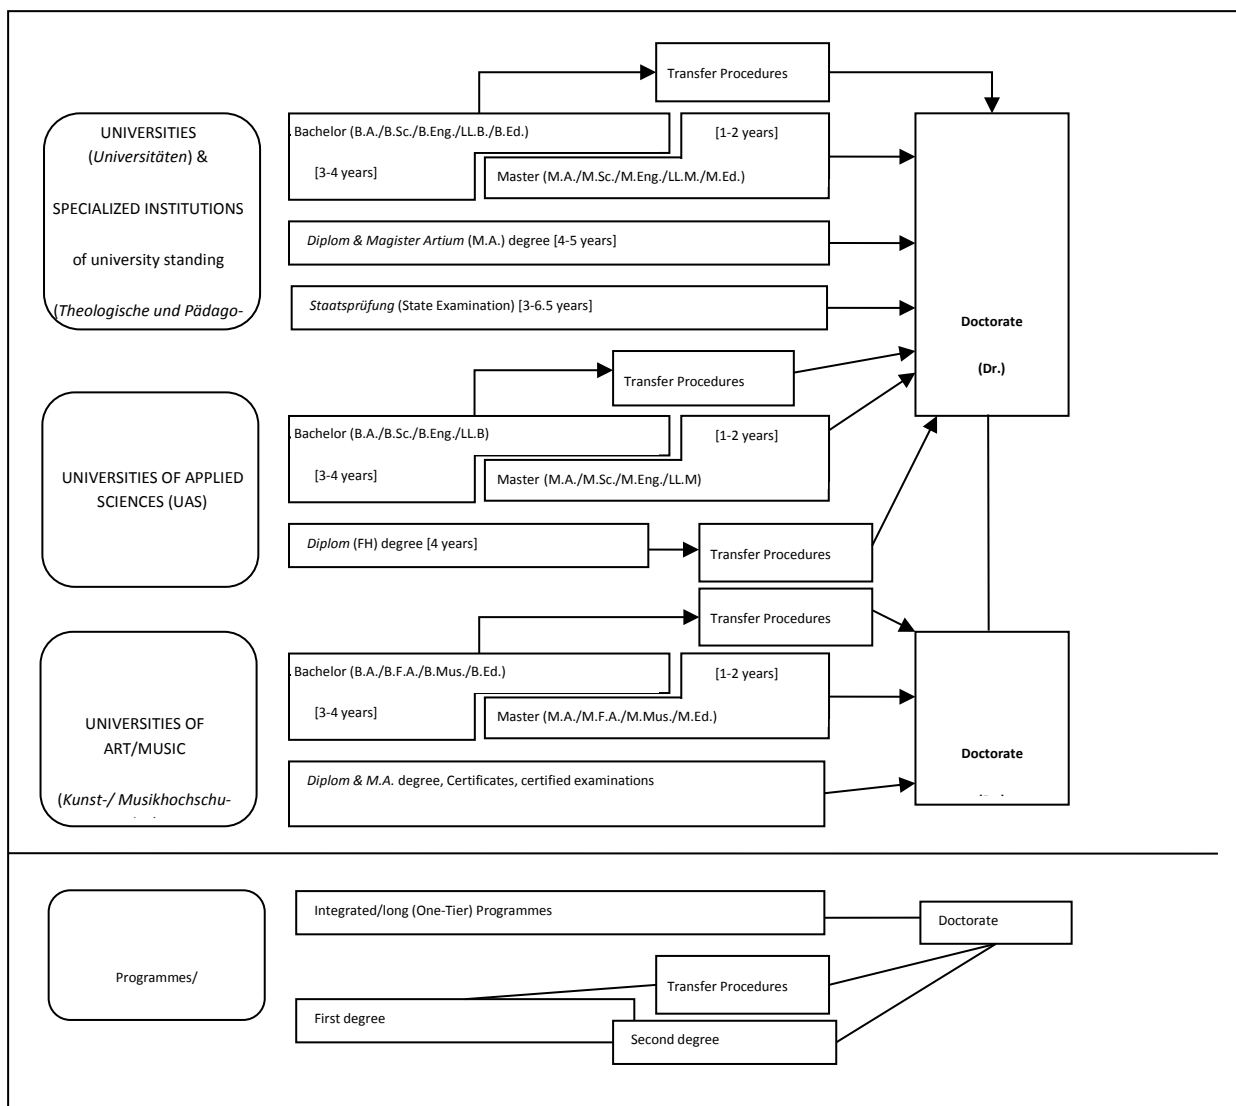 Transfer Procedures
UNIVERSITIES
(Universitäten) &
SPECIALIZED INSTITUTIONS
of university standing
(Theologische und Pädago-
. Bachelor (B.A./B.Sc./B.Eng./LL.B./B.Ed.)
[1-2 years]
[3-4 years]
Master (M.A./M.Sc./M.Eng./LL.M./M.Ed.)
Diplom & Magister Artium (M.A.) degree [4-5 years]
Staatsprüfung (State Examination) [3-6.5 years]
Doctorate
(Dr.)
Transfer Procedures
UNIVERSITIES OF APPLIED
SCIENCES (UAS)
. Bachelor (B.A./B.Sc./B.Eng./LL.B)
[1-2 years]
[3-4 years]
Master (M.A./M.Sc./M.Eng./LL.M)
Diplom (FH) degree [4 years]
Transfer Procedures
Transfer Procedures
UNIVERSITIES OF
ART/MUSIC
(Kunst-/ Musikhochschu-
. Bachelor (B.A./B.F.A./B.Mus./B.Ed.)
[1-2 years]
[3-4 years]
Master (M.A./M.F.A./M.Mus./M.Ed.)
Diplom & M.A. degree, Certificates, certified examinations
Doctorate
Programmes/
Integrated/long (One-Tier) Programmes
Doctorate
Transfer Procedures
First degree
Second degree